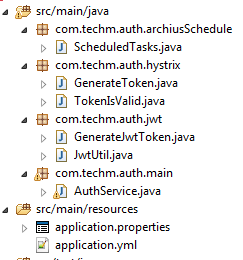 src/main/java
com.techm.auth.archiusSchedule
ScheduledTasks.java
com.techm.auth.hystrix
GenerateToken.java
TokenIsValid.java
com.techm.auth.jwt
GenerateJwtToken.java
JwtUtil.java
com.techm.auth.main
AuthService.java
src/main/resources
application.properties
application.yml